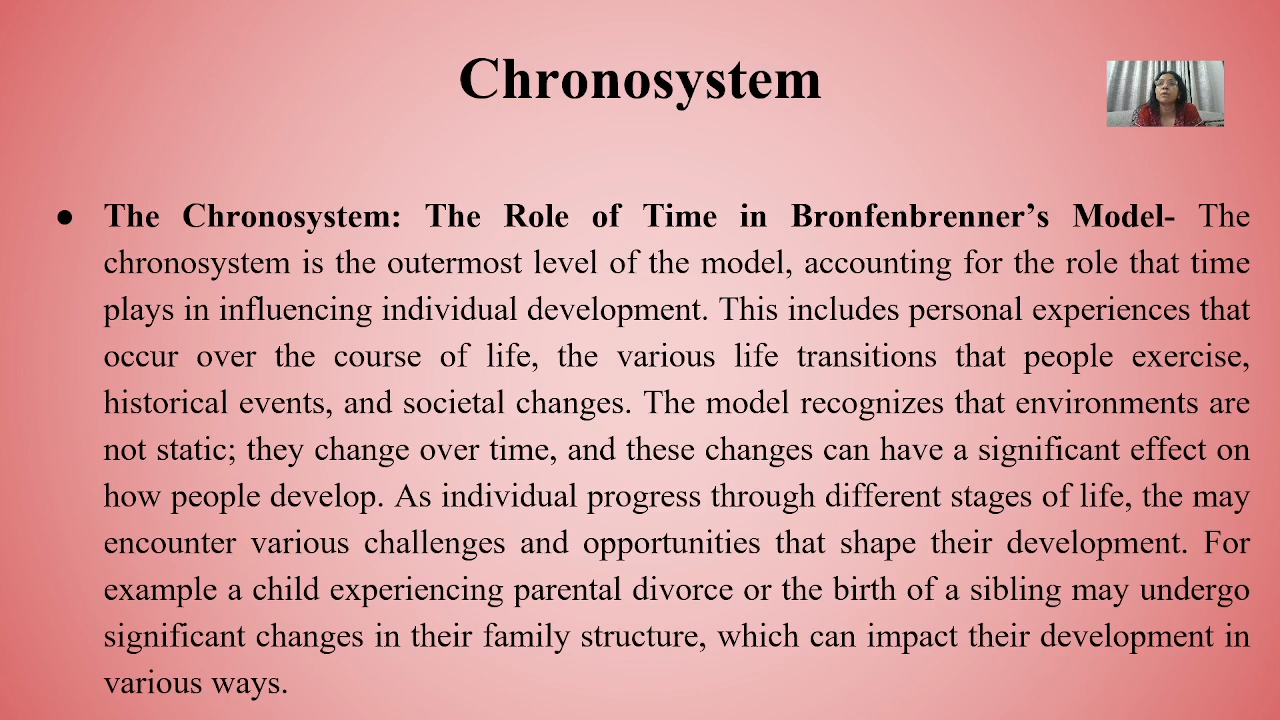 Chronosystem
● The Chronosystem: The Role of Time in Bronfenbrenner’s Model- The
chronosystem is the outermost level of the model, accounting for the role that time
plays in influencing individual development. This includes personal experiences that
occur over the course of life, the various life transitions that people exercise,
historical events, and societal changes. The model recognizes that environments are
not static; they change over time, and these changes can have a significant effect on
how people develop. As individual progress through different stages of life, the may
encounter various challenges and opportunities that shape their development. For
example a child experiencing parental divorce or the birth of a sibling may undergo
significant changes in their family structure, which can impact their development in
various ways.